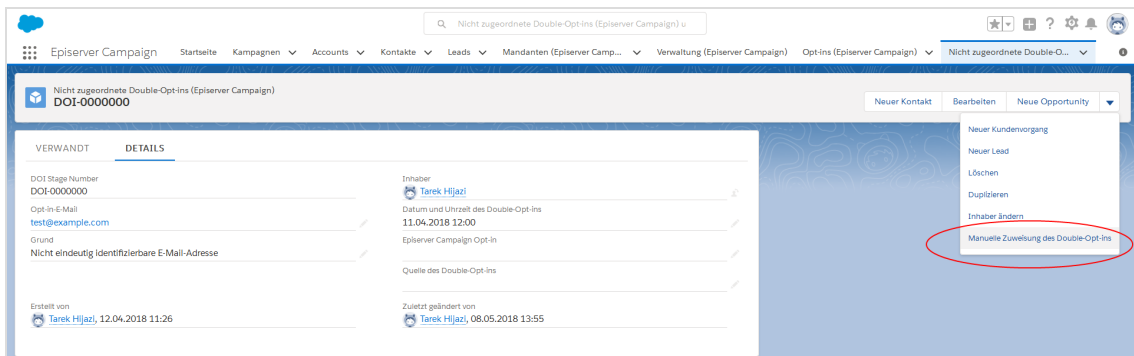 Nicht zugeordnete Double-Opt-ins (Episerver Campaign) u
Episerver Campaign Startseite Kampagnen Accounts Kontakte Leads Mandanten (Episerver Camp... Verwaltung (Episerver Campaign) Opt-ins (Episerver Campaign) Nicht zugeordnete Double-O...
Nicht zugeordnete Double-Opt-ins (Episerver Campaign)
DOI-0000000
Neuer Kontakt Bearbeiten Neue Opportunity
Neuer Kundenvorgang
Neuer Lead
Löschen
Duplizieren
Inhaber ändern
Manuelle Zuweisung des Double-Opt-ins
VERWANDT DETAILS
DOI Stage Number
DOI-0000000
Inhaber
Tarek Hijazi
Opt-in-E-Mail
test@example.com
Datum und Uhrzeit des Double-Opt-ins
11.04.2018 12:00
Grund
Nicht eindeutig identifizierbare E-Mail-Adresse
Episerver Campaign Opt-in
Quelle des Double-Opt-ins
Erstellt von
Tarek Hijazi, 12.04.2018 11:26
Zuletzt geändert von
Tarek Hijazi, 08.05.2018 13:55